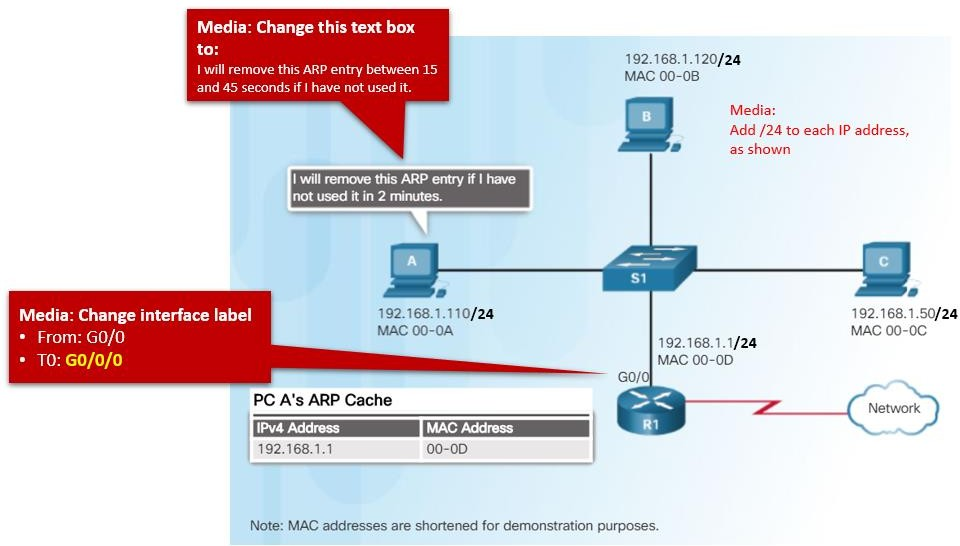 Media: Change this text box
to:
I will remove this ARP entry between 15
and 45 seconds if I have not used it.
192.168.1.120/24
MAC 00-0B
B
Media:
Add /24 to each IP address,
as shown
I will remove this ARP entry if I have
not used it in 2 minutes.
A
S1
C
192.168.1.110/24
MAC 00-0A
192.168.1.50/24
MAC 00-0C
Media: Change interface label
• From: G0/0
• T0: G0/0/0
192.168.1.1/24
MAC 00-0D
G0/0
R1
Network
PC A's ARP Cache
IPv4 Address MAC Address
192.168.1.1 00-0D
Note: MAC addresses are shortened for demonstration purposes.